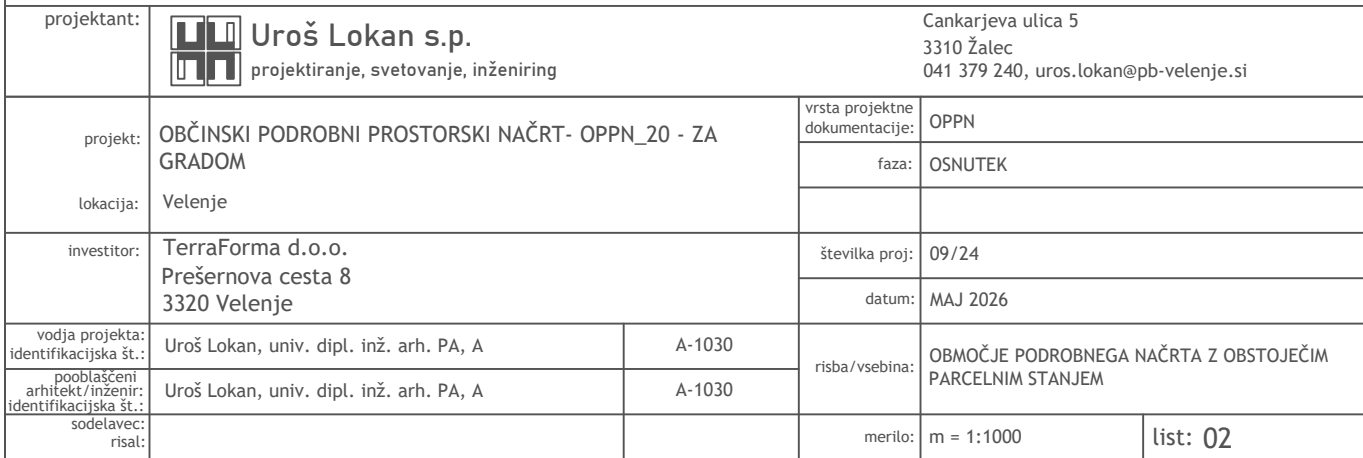 projektant:
Uroš Lokan s.p.
projektiranje, svetovanje, inženiring
Cankarjeva ulica 5
3310 Žalec
041 379 240, uros.lokan@pb-velenje.si
projekt:
OBČINSKI PODROBNI PROSTORSKI NAČRT- OPPN_20 - ZA
GRADOM
lokacija:
Velenje
vrsta projektne
dokumentacije:
OPPN
faza:
OSNUTEK
investitor:
TerraForma d.o.o.
Prešernova cesta 8
3320 Velenje
številka proj:
09/24
datum:
MAJ 2026
vodja projekta:
identifikacijska št.:
Uroš Lokan, univ. dipl. inž. arh. PA, A
A-1030
pooblaščeni
arhitekt/inženir:
identifikacijska št.:
Uroš Lokan, univ. dipl. inž. arh. PA, A
A-1030
risba/vsebina:
OBMOČJE PODROBNEGA NAČRTA Z OBSTOJEČIM
PARCELNIM STANJEM
sodelavec:
risal:
merilo:
m = 1:1000
list: 02